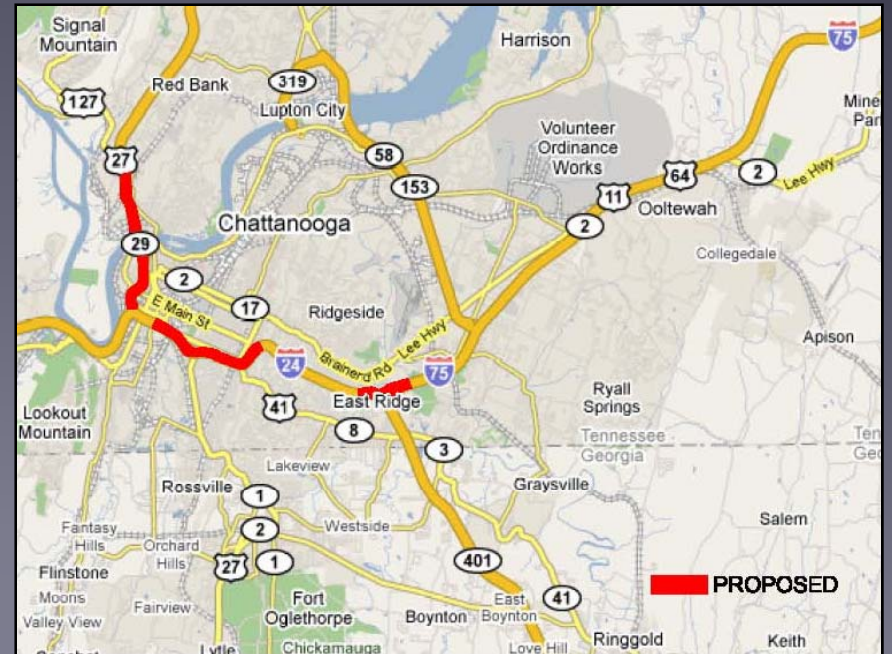 Signal
Mountain
Harrison
75
Red Bank
319
127
Lupton City
Mine
Par
Volunteer
Ordinance
Works
27
58
64
2
Lee Hwy
153
11
Ooltewah
Chattanooga
2
29
Collegedale
2
E Main St
17
Ridgeside
Lee Hwy
Apison
Brainerd Rd
24
75
East Ridge
Ryall
Springs
41
8
Lookout
Mountain
Tennessee
Georgia
Ten
Geo
3
Lakeview
Rossville
1
Graysville
Salem
Fantasy
Hills
2
Westside
Orchard
Hills
27
1
401
Flinstone
PROPOSED
Moons
Valley View
Fairview
Fort
Oglethorpe
Boynton
East
Boynton
41
Ringgold
Keith
Lytle
Chickamauga
Love Hill